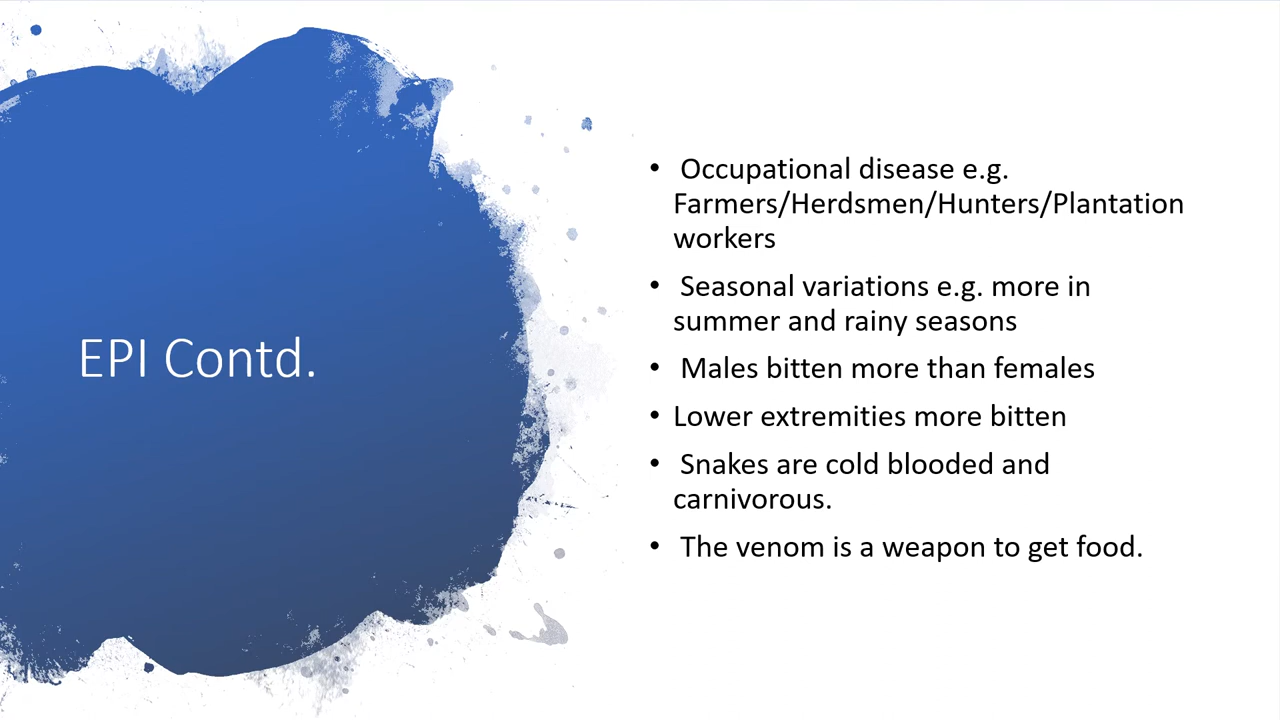 EPI Contd.
• Occupational disease e.g.
Farmers/Herdsmen/Hunters/Plantation
workers
• Seasonal variations e.g. more in
summer and rainy seasons
• Males bitten more than females
• Lower extremities more bitten
• Snakes are cold blooded and
carnivorous.
• The venom is a weapon to get food.